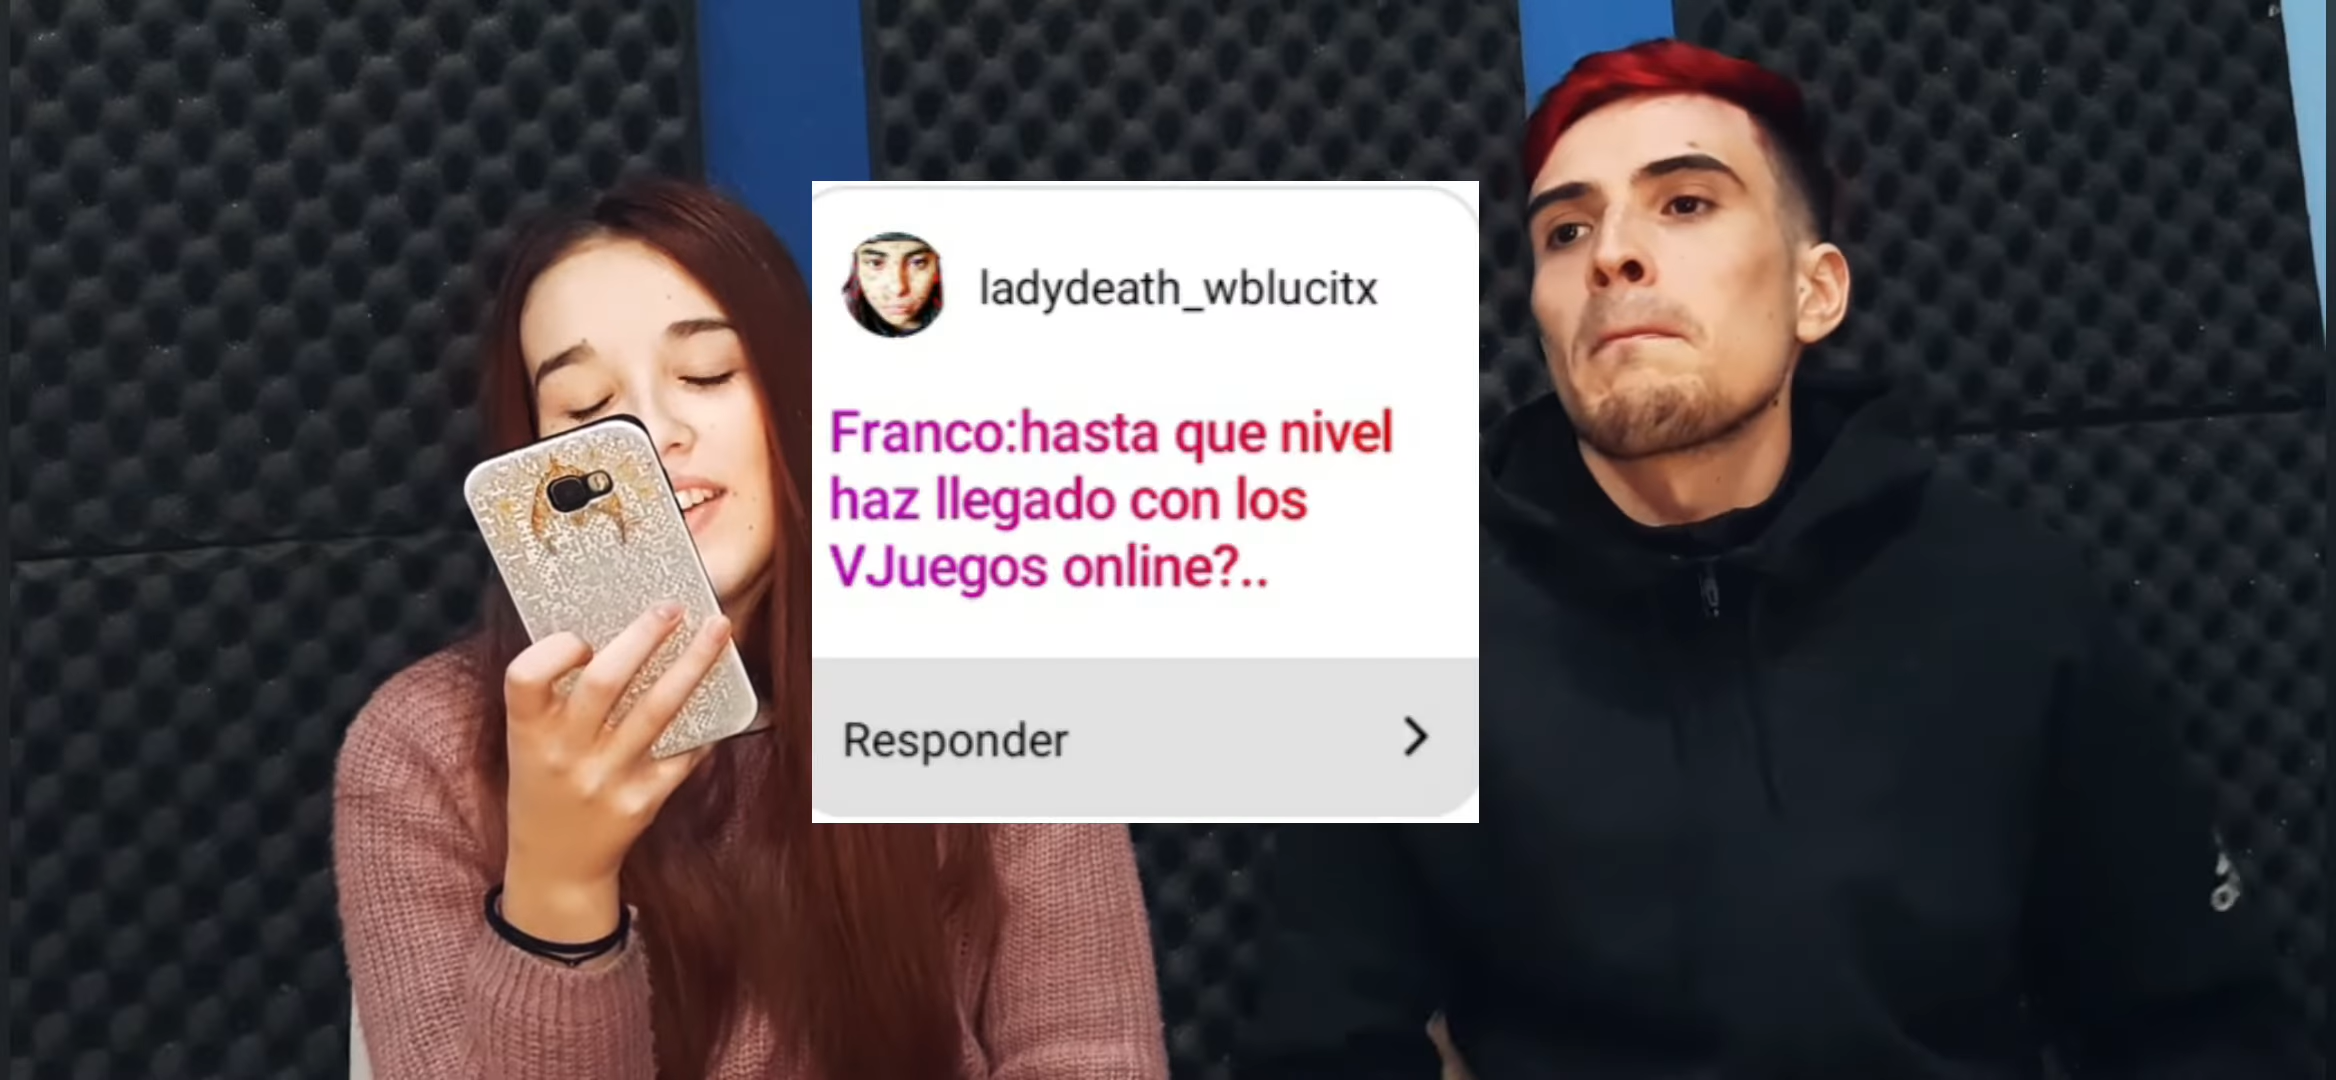 ladydeath_wblucitx
Franco:hasta que nivel
haz llegado con los
VJuegos online?..
Responder